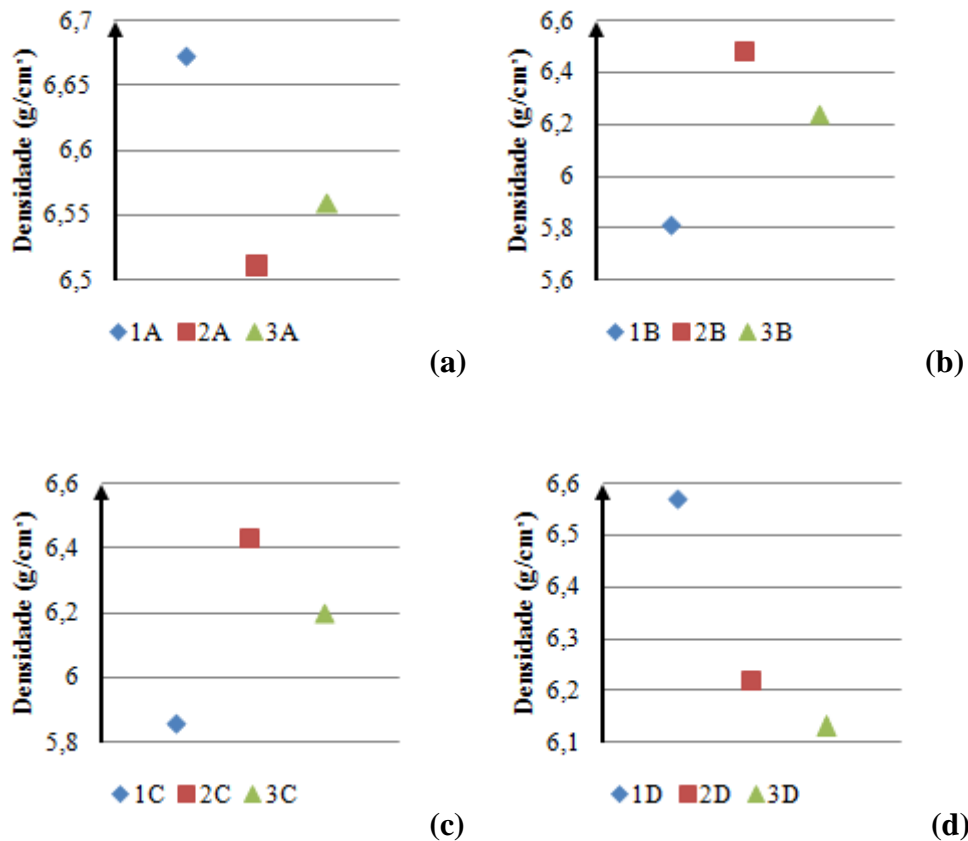 6,7
6,65
6,6
6,55
6,5
Densidade (g/cm³)
1A 2A 3A
(a)
6,6
6,4
6,2
6
5,8
5,6
Densidade (g/cm³)
1B 2B 3B
(b)
6,6
6,4
6,2
6
5,8
Densidade (g/cm³)
1C 2C 3C
(c)
6,6
6,5
6,4
6,3
6,2
6,1
Densidade (g/cm³)
1D 2D 3D
(d)